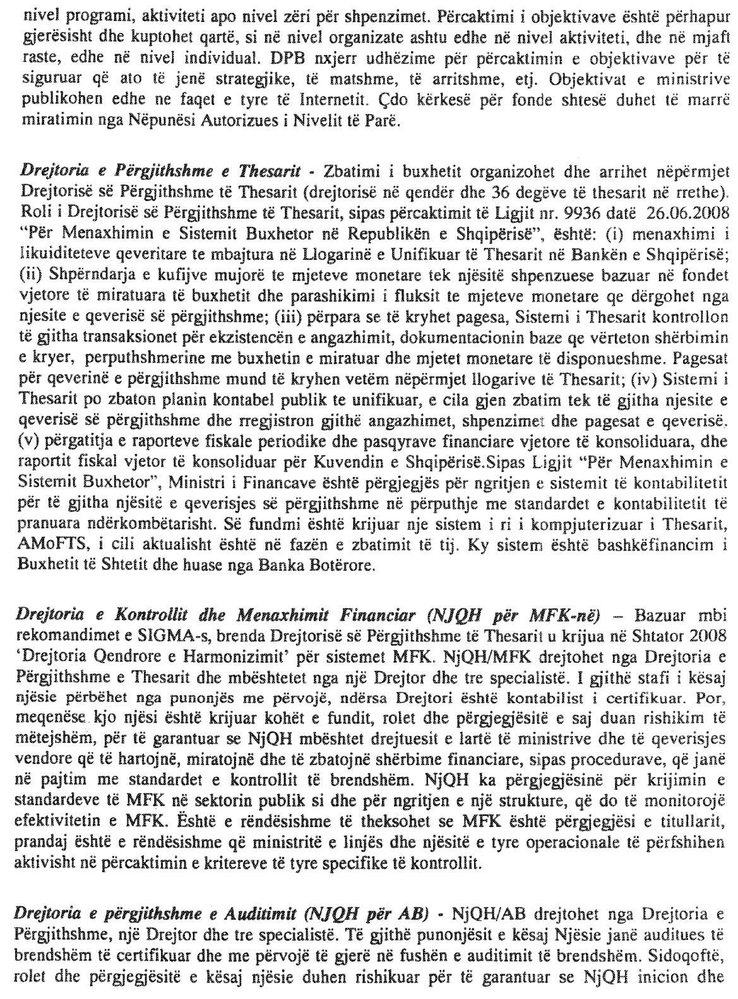 nivel programi, aktiviteti apo nivel zëri për shpenzimet. Përcaktimi i objektivave është përhapur
gjerësisht dhe kuptohet qartë, si në nivel organizate ashtu edhe në nivel aktiviteti, dhe në mjaft
raste, edhe në nivel individual. DPB nxjerr udhëzime për përcaktimin e objektivave për të
siguruar që ato të jenë strategjike, të matshme, të arritshme, etj. Objektivat e ministrive
publikohen edhe ne faqet e tyre të Internetit. Çdo kërkesë për fonde shtesë duhet të marrë
miratimin nga Nëpunësi Autorizues i Nivelit të Parë.

Drejtoria e Përgjithshme e Thesarit - Zbatimi i buxhetit organizohet dhe arrihet nëpërmjet
Drejtorisë së Përgjithshme të Thesarit (drejtorisë në qendër dhe 36 degëve të thesarit në rrethe).
Roli i Drejtorisë së Përgjithshme të Thesarit, sipas përcaktimit të Ligjit nr. 9936 datë 26.06.2008
“Për Menaxhimin e Sistemit Buxhetor në Republikën e Shqipërisë”, është: (i) menaxhimi i
likuiditeteve qeveritare te mbajtura në Llogarinë e Unifikuar të Thesarit në Bankën e Shqipërisë;
(ii) Shpërndarja e kufijve mujorë te mjeteve monetare tek njësitë shpenzuese bazuar në fondet
vjetore të miratuara të buxhetit dhe parashikimi i fluksit te mjeteve monetare qe dërgohet nga
njesite e qeverisë së përgjithshme; (iii) përpara se të kryhet pagesa, Sistemi i Thesarit kontrollon
të gjitha transaksionet për ekzistencën e angazhimit, dokumentacionin baze qe vërteton shërbimin
e kryer, perputhshmerine me buxhetin e miratuar dhe mjetet monetare të disponueshme. Pagesat
për qeverinë e përgjithshme mund të kryhen vetëm nëpërmjet llogarive të Thesarit; (iv) Sistemi i
Thesarit po zbaton planin kontabel publik te unifikuar, e cila gjen zbatim tek të gjitha njesite e
qeverisë së përgjithshme dhe rregjistron gjithë angazhimet, shpenzimet dhe pagesat e qeverisë.
(v) përgatitja e raporteve fiskale periodike dhe pasqyrave financiare vjetore të konsoliduara, dhe
raportit fiskal vjetor të konsoliduar për Kuvendin e Shqipërisë.Sipas Ligjit “Për Menaxhimin e
Sistemit Buxhetor”, Ministri i Financave është përgjegjës për ngritjen e sistemit të kontabilitetit
për të gjitha njësitë e qeverisjes së përgjithshme në përputhje me standardet e kontabilitetit të
pranuara ndërkombëtarisht. Së fundmi është krijuar nje sistem i ri i kompjuterizuar i Thesarit,
AMoFTS, i cili aktualisht është në fazën e zbatimit të tij. Ky sistem është bashkëfinancim i
Buxhetit të Shtetit dhe huase nga Banka Botërore.

Drejtoria e Kontrollit dhe Menaxhimit Financiar (NJQH për MFK-në) – Bazuar mbi
rekomandimet e SIGMA-s, brenda Drejtorisë së Përgjithshme të Thesarit u krijua në Shtator 2008
‘Drejtoria Qendrore e Harmonizimit’ për sistemet MFK. NjQH/MFK drejtohet nga Drejtoria e
Përgjithshme e Thesarit dhe mbështetet nga një Drejtor dhe tre specialistë. I gjithë stafi i kësaj
njësie përbëhet nga punonjës me përvojë, ndërsa Drejtori është kontabilist i certifikuar. Por,
meqenëse kjo njësi është krijuar kohët e fundit, rolet dhe përgjegjësitë e saj duan rishikim të
mëtejshëm, për të garantuar se NjQH mbështet drejtuesit e lartë të ministrive dhe të qeverisjes
vendore që të hartojnë, miratojnë dhe të zbatojnë shërbime financiare, sipas procedurave, që janë
në pajtim me standardet e kontrollit të brendshëm. NjQH ka përgjegjësinë për krijimin e
standardeve të MFK në sektorin publik si dhe për ngritjen e një strukture, që do të monitorojë
efektivitetin e MFK. Është e rëndësishme të theksohet se MFK është përgjegjësi e titullarit,
prandaj është e rëndësishme që ministritë e linjës dhe njësitë e tyre operacionale të përfshihen
aktivisht në përcaktimin e kritereve të tyre specifike të kontrollit.

Drejtoria e përgjithshme e Auditimit (NJQH për AB) - NjQH/AB drejtohet nga Drejtoria e
Përgjithshme, një Drejtor dhe tre specialistë. Të gjithë punonjësit e kësaj Njësie janë auditues të
brendshëm të certifikuar dhe me përvojë të gjerë në fushën e auditimit të brendshëm. Sidoqoftë,
rolet dhe përgjegjësitë e kësaj njësie duhen rishikuar për të garantuar se NjQH inicion dhe